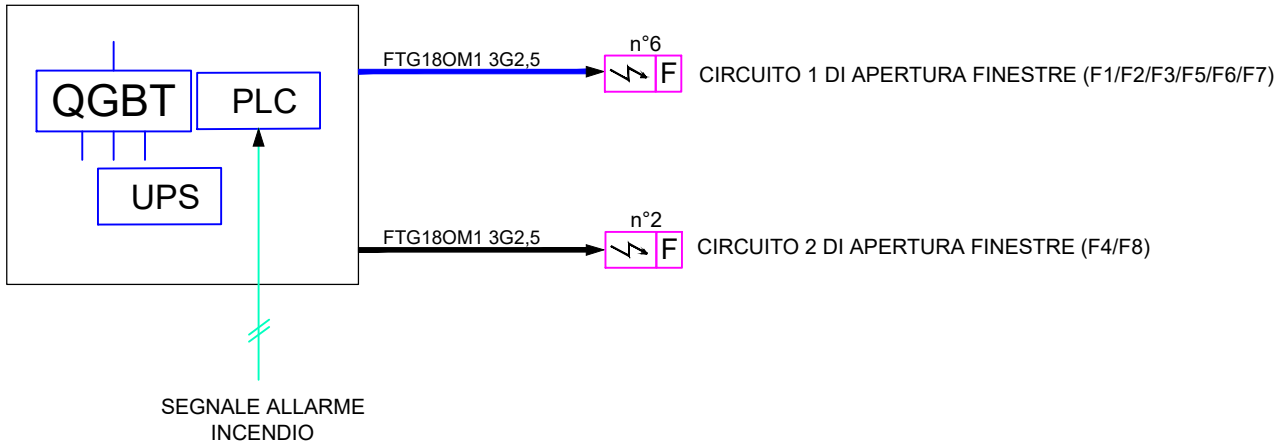 QGBT
PLC
UPS
FTG18OM1 3G2,5
n°6
F
CIRCUITO 1 DI APERTURA FINESTRE (F1/F2/F3/F5/F6/F7)
FTG18OM1 3G2,5
n°2
F
CIRCUITO 2 DI APERTURA FINESTRE (F4/F8)
SEGNALE ALLARME
INCENDIO